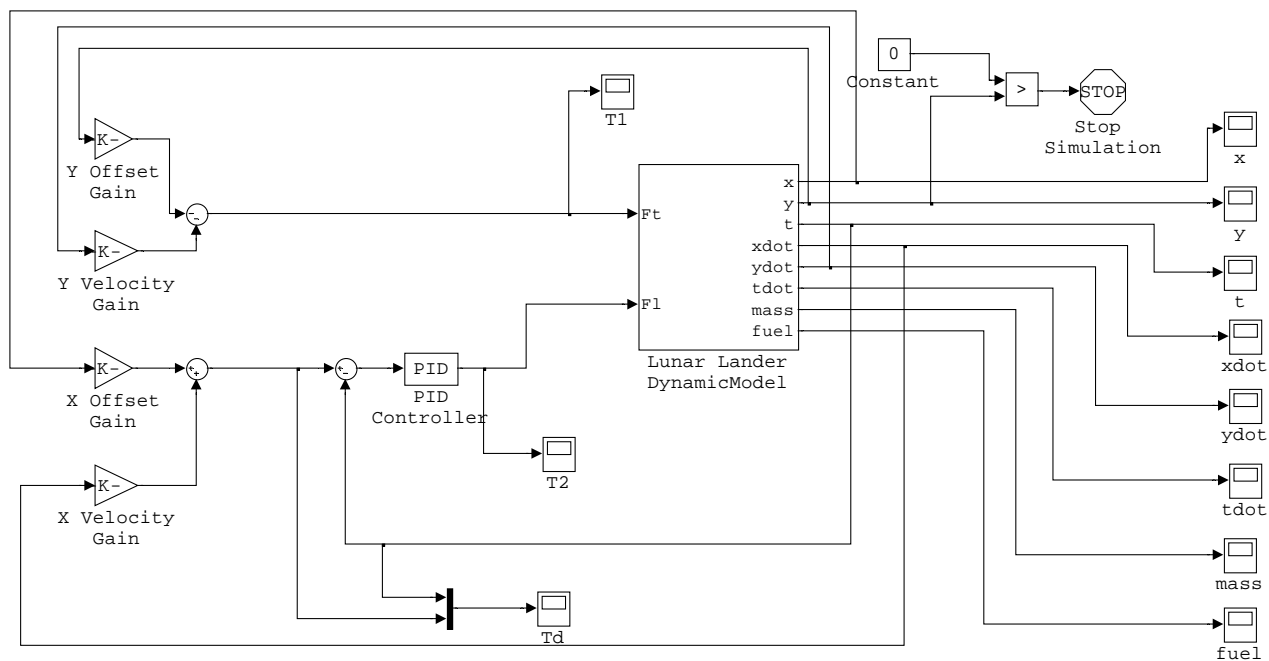 0
Constant
>
STOP
Stop
Simulation
T1
x
K-
Y Offset
Gain
x
y
t
xdot
ydot
tdot
mass
fuel
Ft
Fl
Lunar Lander
DynamicModel
y
-
-
K-
Y Velocity
Gain
t
K-
X Offset
Gain
+
+
+
-
PID
PID
Controller
xdot
ydot
T2
K-
X Velocity
Gain
tdot
mass
Td
fuel